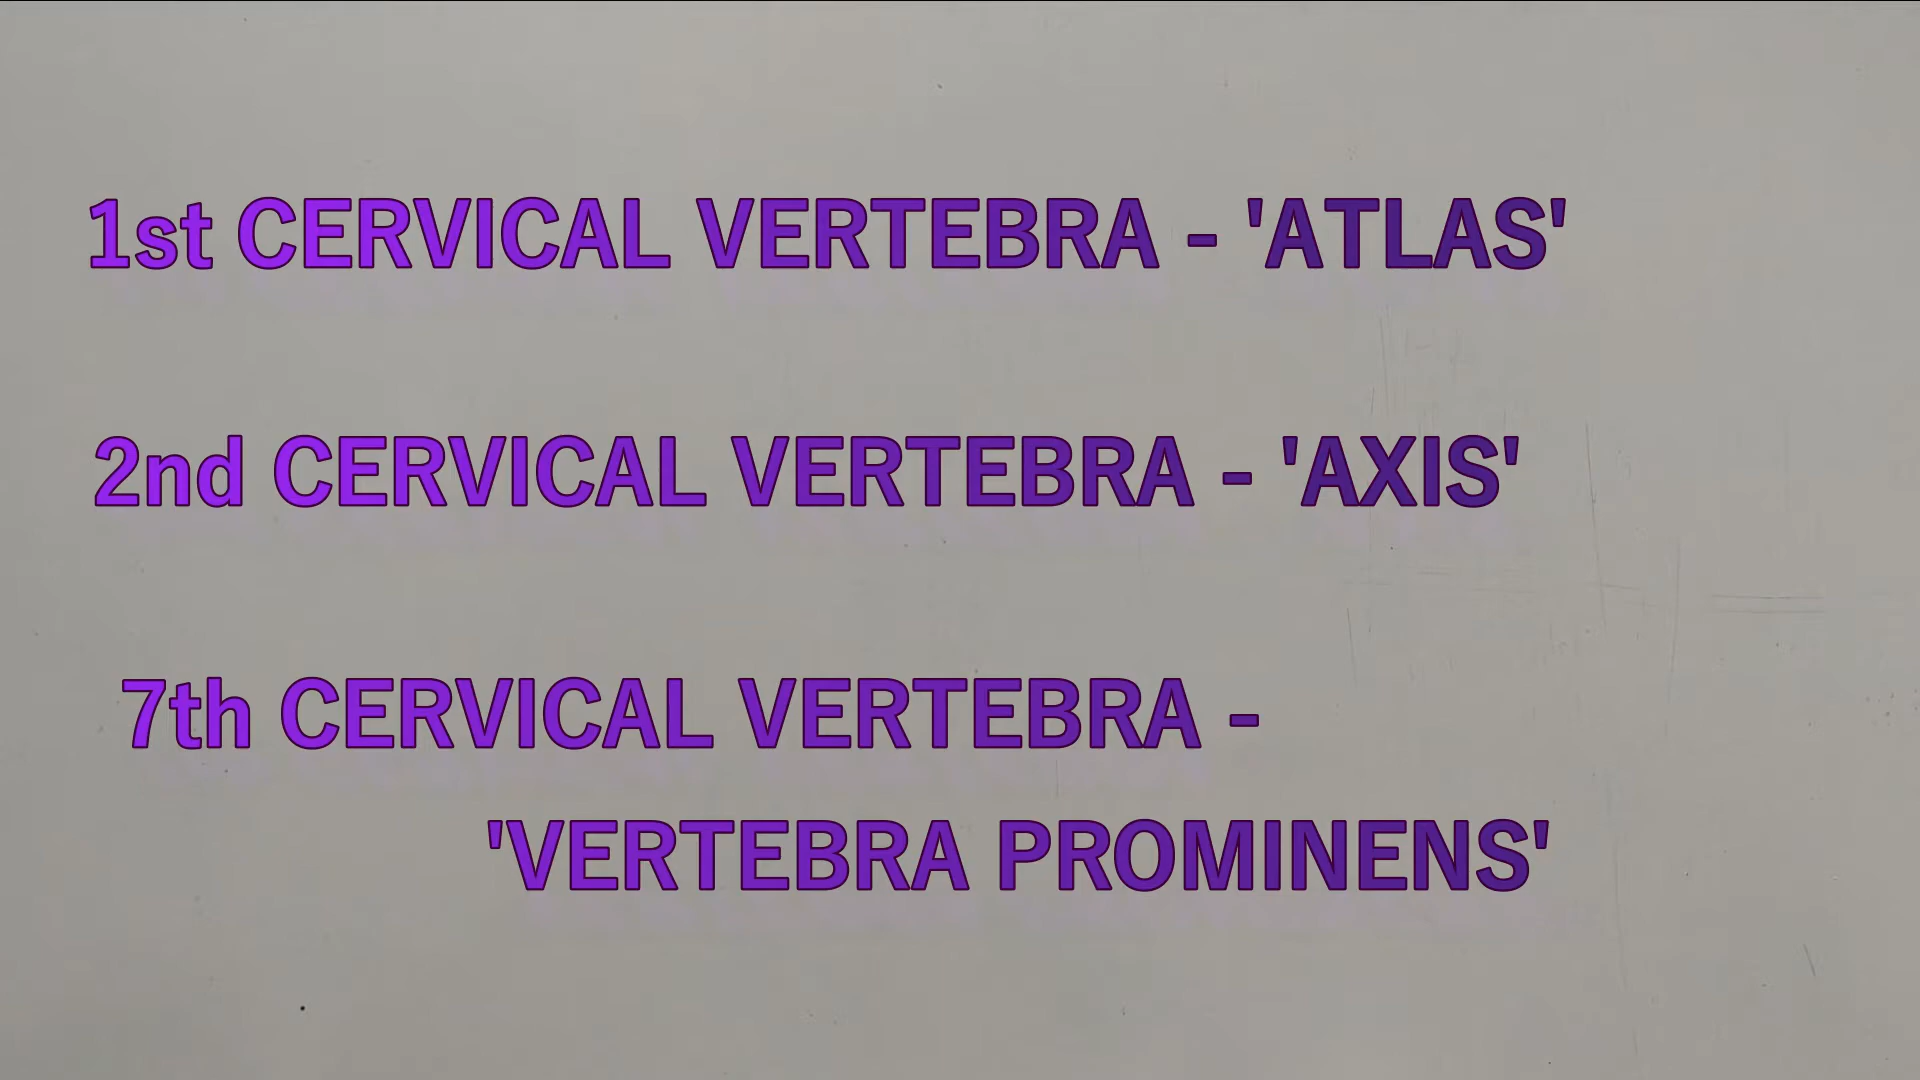 1st CERVICAL VERTEBRA - 'ATLAS'
2nd CERVICAL VERTEBRA - 'AXIS'
7th CERVICAL VERTEBRA -
'VERTEBRA PROMINENS'